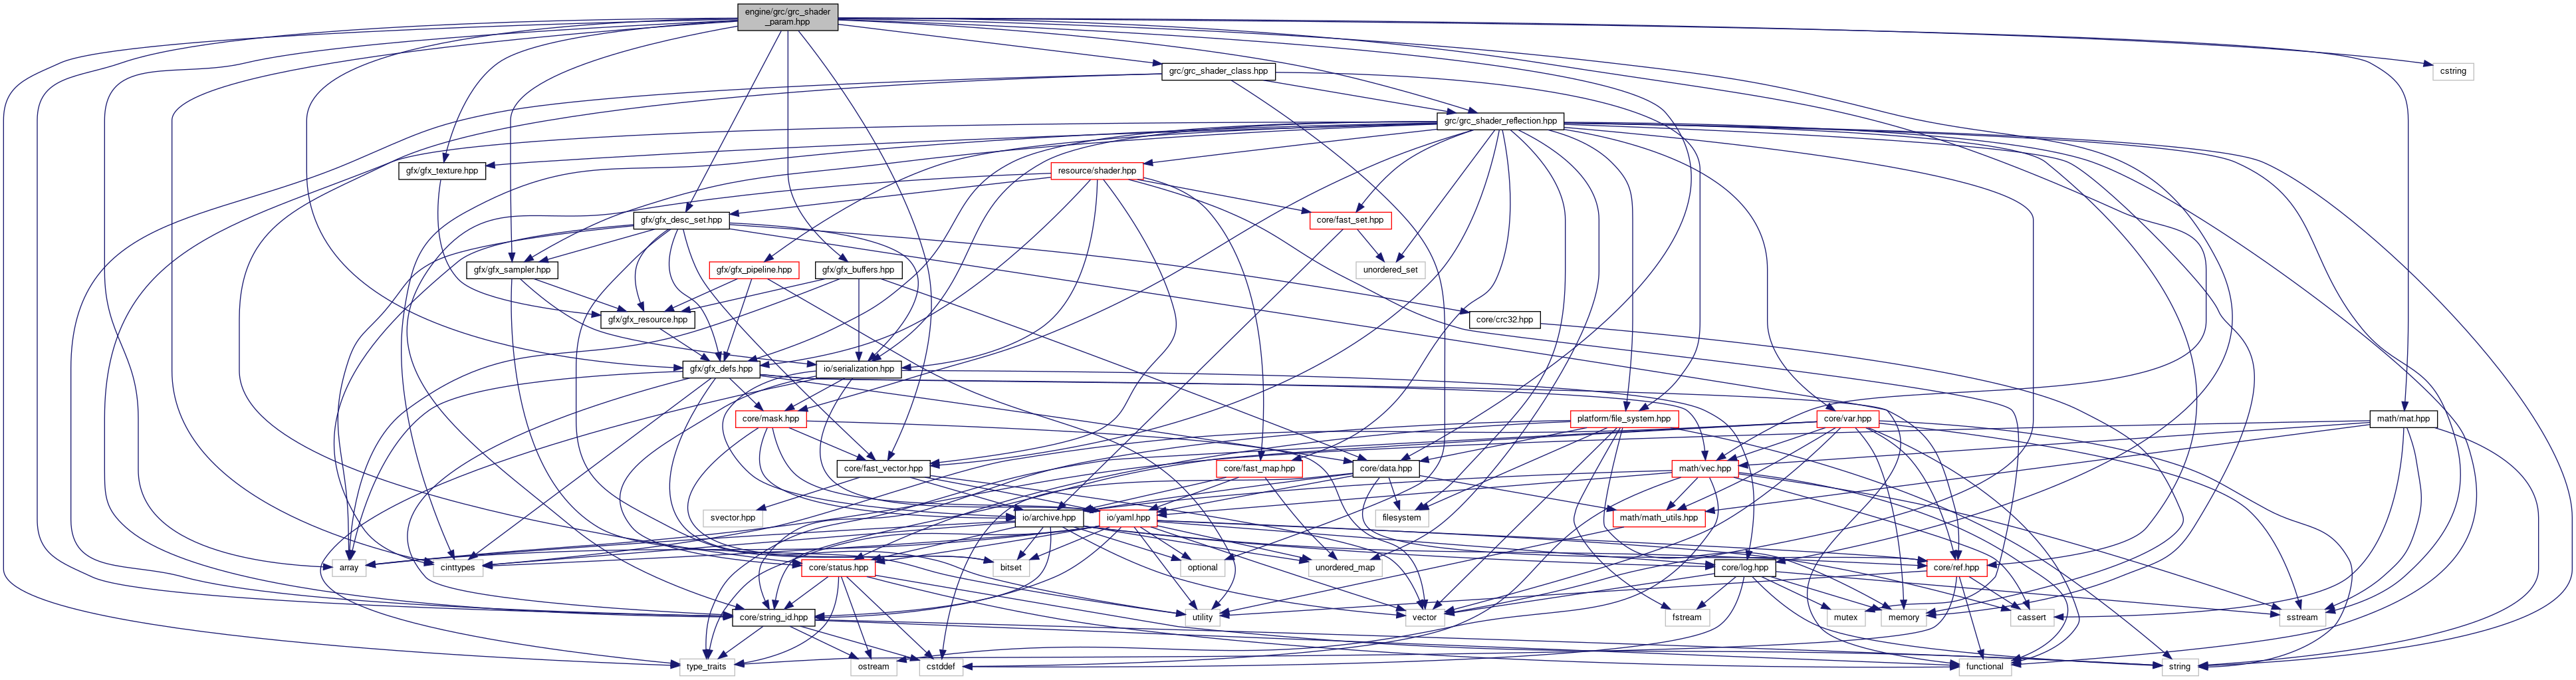 engine/grc/grc_shader
_param.hpp
grc/grc_shader_class.hpp
cstring
grc/grc_shader_reflection.hpp
gfx/gfx_texture.hpp
resource/shader.hpp
gfx/gfx_desc_set.hpp
core/fast_set.hpp
gfx/gfx_sampler.hpp
gfx/gfx_pipeline.hpp
gfx/gfx_buffers.hpp
unordered_set
gfx/gfx_resource.hpp
core/crc32.hpp
gfx/gfx_defs.hpp
io/serialization.hpp
core/mask.hpp
platform/file_system.hpp
core/var.hpp
math/mat.hpp
core/fast_vector.hpp
core/fast_map.hpp
core/data.hpp
math/vec.hpp
svector.hpp
io/archive.hpp
io/yaml.hpp
filesystem
math/math_utils.hpp
array
cinttypes
core/status.hpp
bitset
optional
unordered_map
core/log.hpp
core/ref.hpp
core/string_id.hpp
utility
vector
fstream
mutex
memory
cassert
sstream
type_traits
ostream
cstddef
functional
string